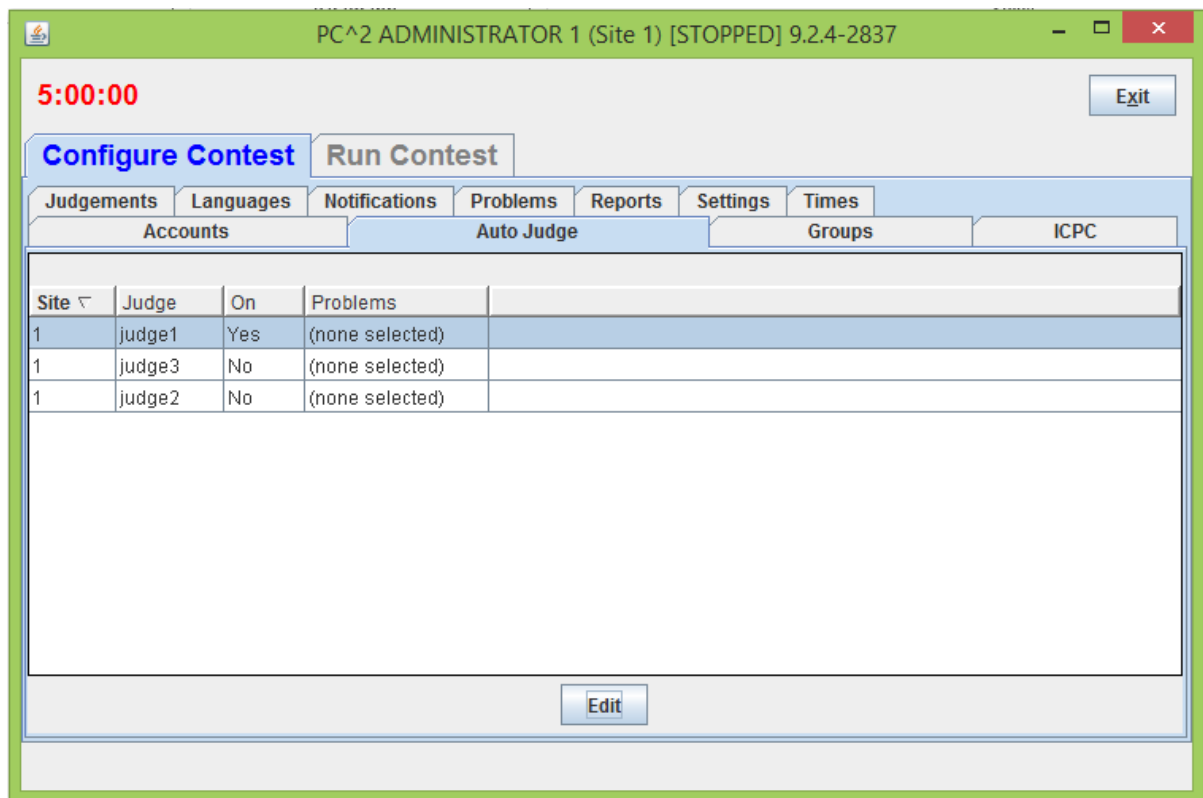 PC^2 ADMINISTRATOR 1 (Site 1) [STOPPED] 9.2.4-2837
5:00:00
Exit
Configure Contest Run Contest
Judgements Languages Notifications Problems Reports Settings Times
Accounts Auto Judge Groups ICPC
Site Judge On Problems
1 judge1 Yes (none selected)
1 judge3 No (none selected)
1 judge2 No (none selected)
Edit